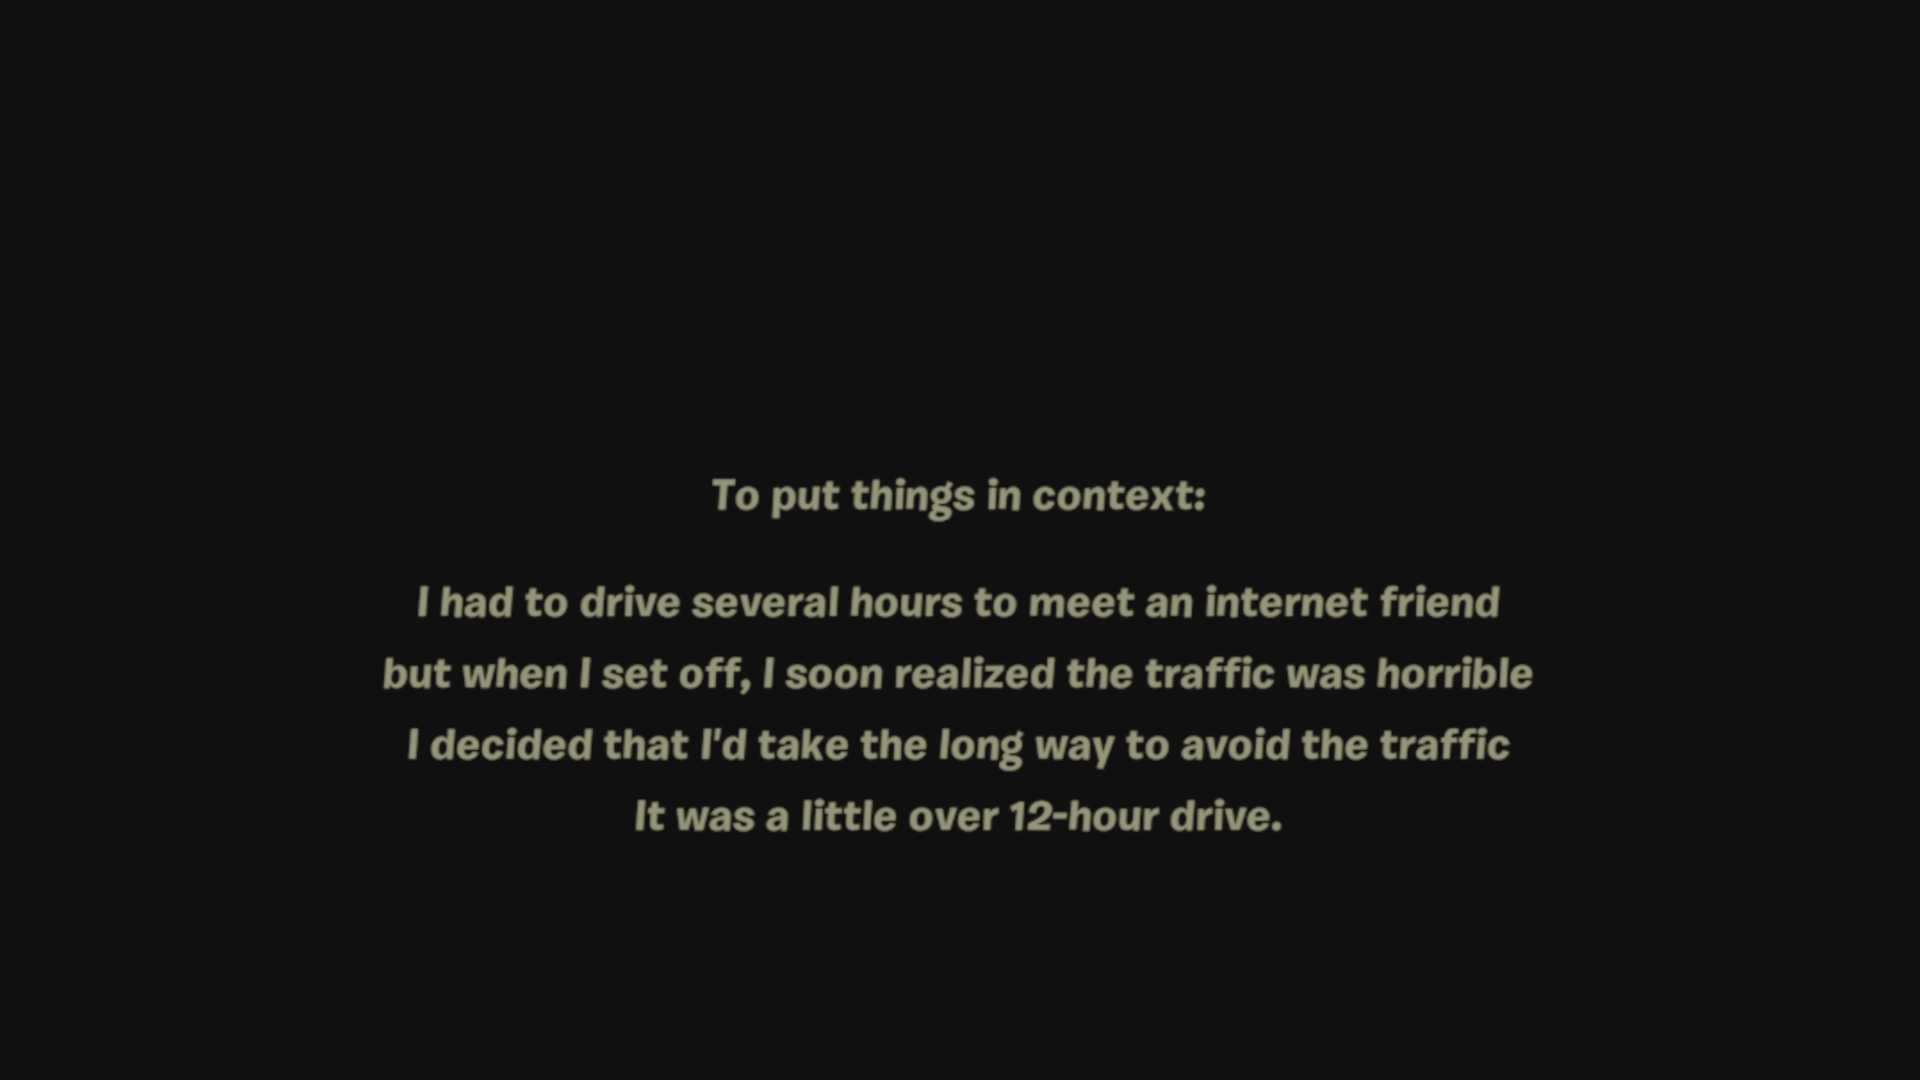 To put things in context:
I had to drive several hours to meet an internet friend
but when I set off, I soon realized the traffic was horrible
I decided that I'd take the long way to avoid the traffic
It was a little over 12-hour drive.